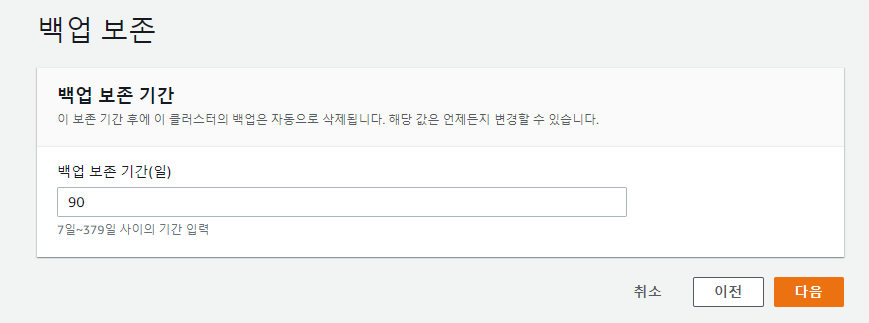 백업 보존
백업 보존 기간
이 보존 기간 후에 이 클러스터의 백업은 자동으로 삭제됩니다. 해당 값은 언제든지 변경할 수 있습니다.
백업 보존 기간(일)
90
7일~379일 사이의 기간 입력
취소 이전 다음